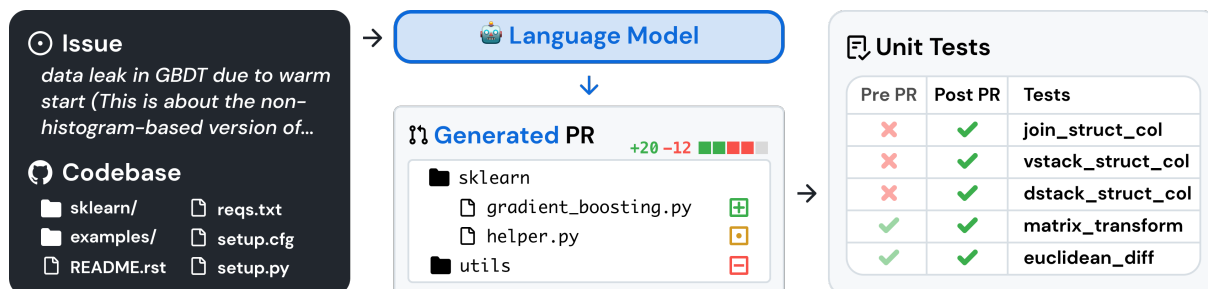 Issue
data leak in GBDT due to warm
start (This is about the non-
histogram-based version of...
Codebase
sklearn/
reqs.txt
examples/
setup.cfg
README.rst
setup.py
Language Model
Generated PR
+20 −12
sklearn
gradient_boosting.py
helper.py
utils
Unit Tests
Pre PR Post PR Tests
join_struct_col
vstack_struct_col
dstack_struct_col
matrix_transform
euclidean_diff